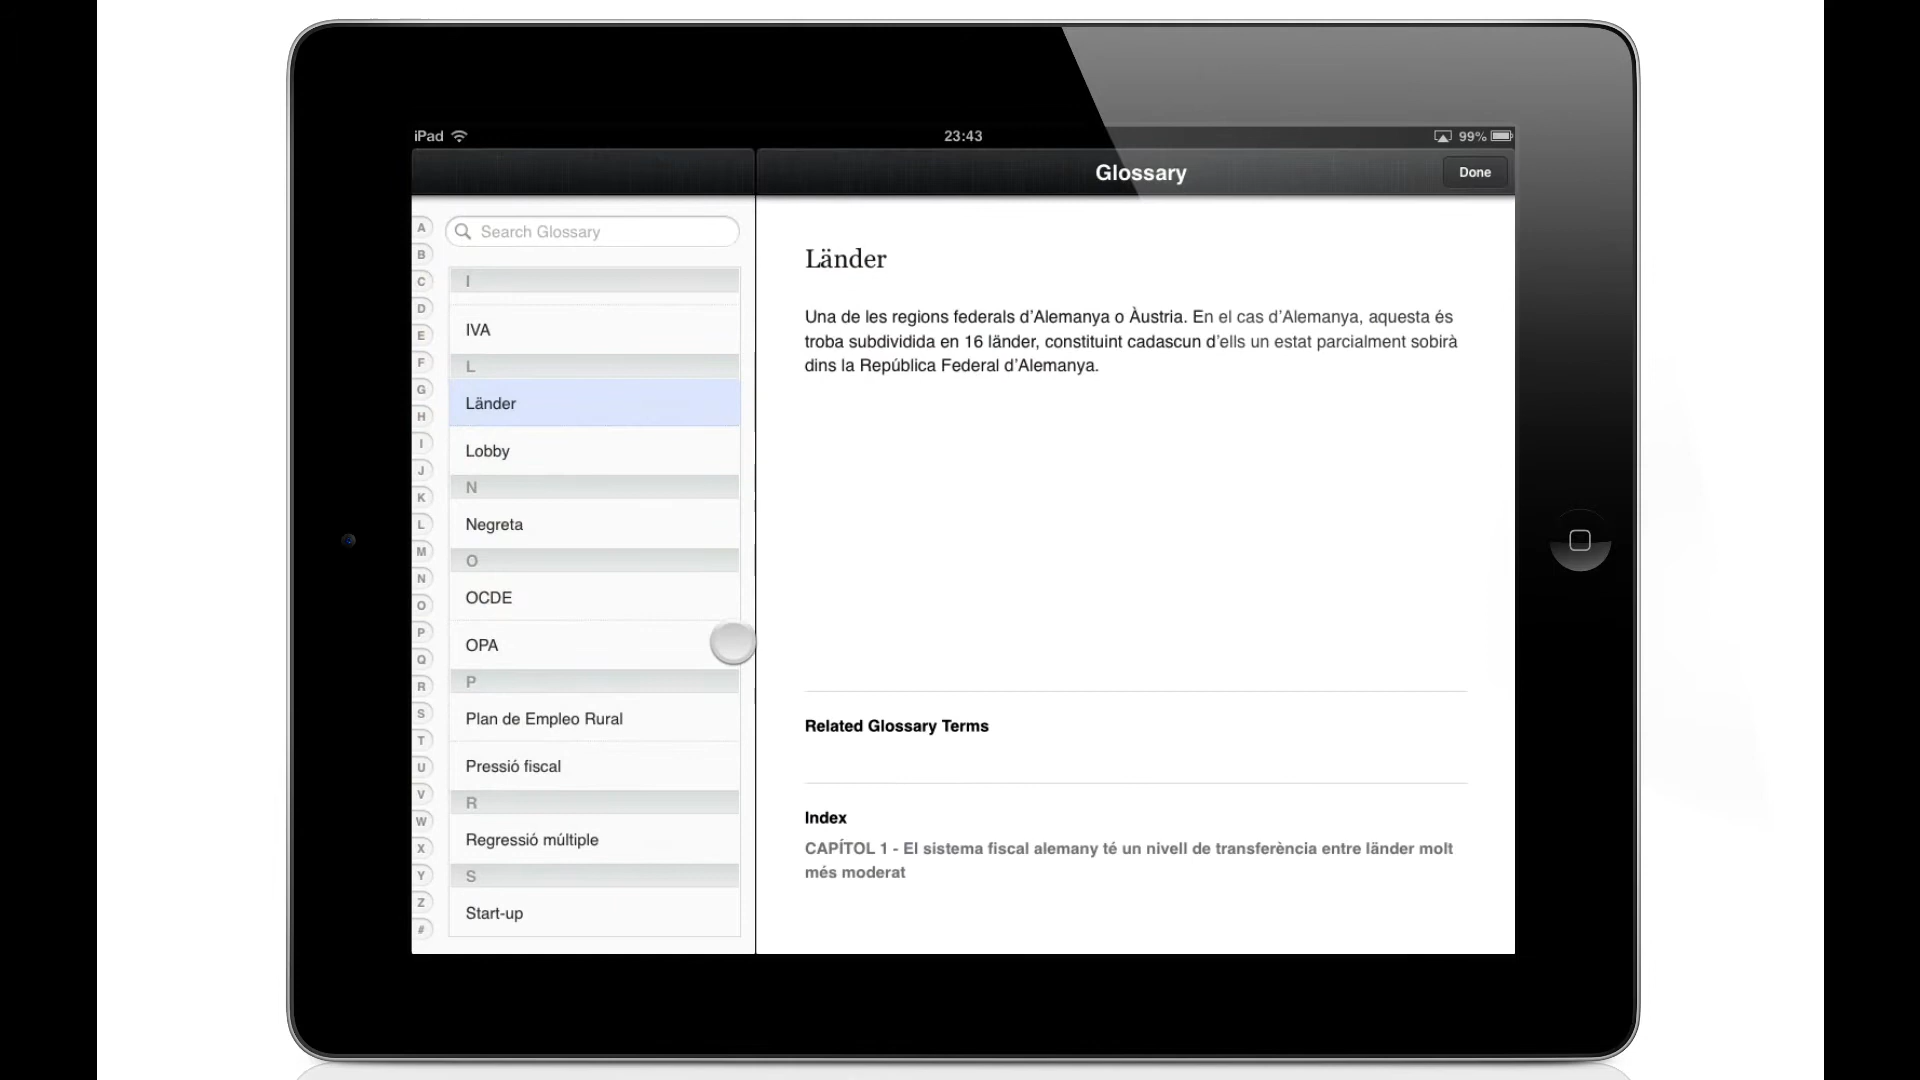 iPad
23:43
99%
Glossary
Done
A
B
C
D
E
F
G
H
I
J
K
L
M
N
O
P
Q
R
S
T
U
V
W
X
Y
Z
#
Search Glossary
I
IVA
L
Länder
Lobby
N
Negreta
O
OCDE
OPA
P
Plan de Empleo Rural
Pressió fiscal
R
Regressió múltiple
S
Start-up
Länder
Una de les regions federals d’Alemanya o Àustria. En el cas d’Alemanya, aquesta és
troba subdividida en 16 länder, constituint cadascun d’ells un estat parcialment sobirà
dins la República Federal d’Alemanya.
Related Glossary Terms
Index
CAPÍTOL 1 - El sistema fiscal alemany té un nivell de transferència entre länder molt
més moderat